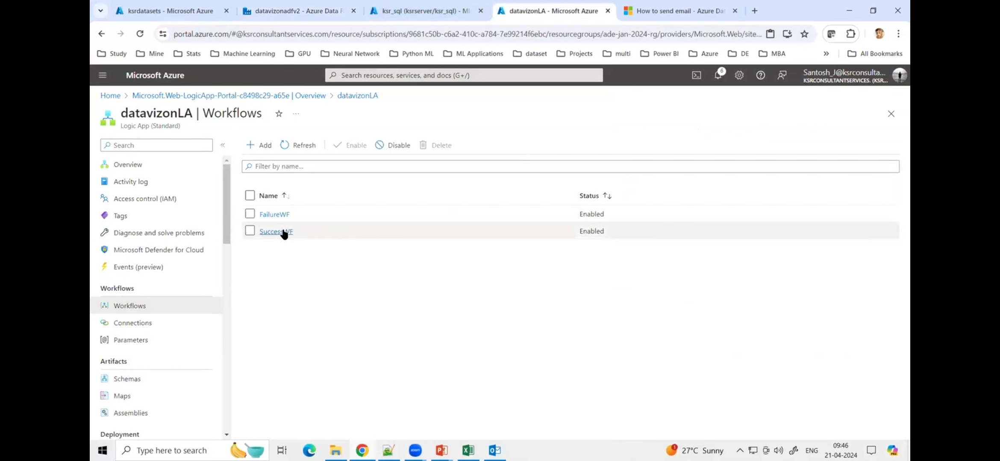 ksrdatasets - Microsoft Azure
datavizonadfv2 - Azure Data F
ksr_sql (ksrserver/ksr_sql) - Mi
datavizonLA - Microsoft Azure
How to send email - Azure Dat
portal.azure.com/#@ksrconsultantservices.com/resource/subscriptions/9681c50b-c6a2-410c-a784-7e99214f6ebc/resourcegroups/ade-jan-2024-rg/providers/Microsoft.Web/site...
Study
Mine
Stats
Machine Learning
GPU
Neural Network
Python ML
ML Applications
dataset
Projects
multi
Power BI
Azure
DE
MBA
»
All Bookmarks
Microsoft Azure
Search resources, services, and docs (G+/)
6
Santosh_J@ksrconsulta...
KSRCONSULTANTSERVICES. (KSR...
Home > Microsoft.Web-LogicApp-Portal-c8498c29-a65e | Overview > datavizonLA
datavizonLA | Workflows
Logic App (Standard)
Search
Add
Refresh
Enable
Disable
Delete
Filter by name...
Name
Status
FailureWF
Enabled
SuccessWF
Enabled
Overview
Activity log
Access control (IAM)
Tags
Diagnose and solve problems
Microsoft Defender for Cloud
Events (preview)
Workflows
Workflows
Connections
Parameters
Artifacts
Schemas
Maps
Assemblies
Deployment
Type here to search
zoom
27°C Sunny
ENG
09:46
21-04-2024